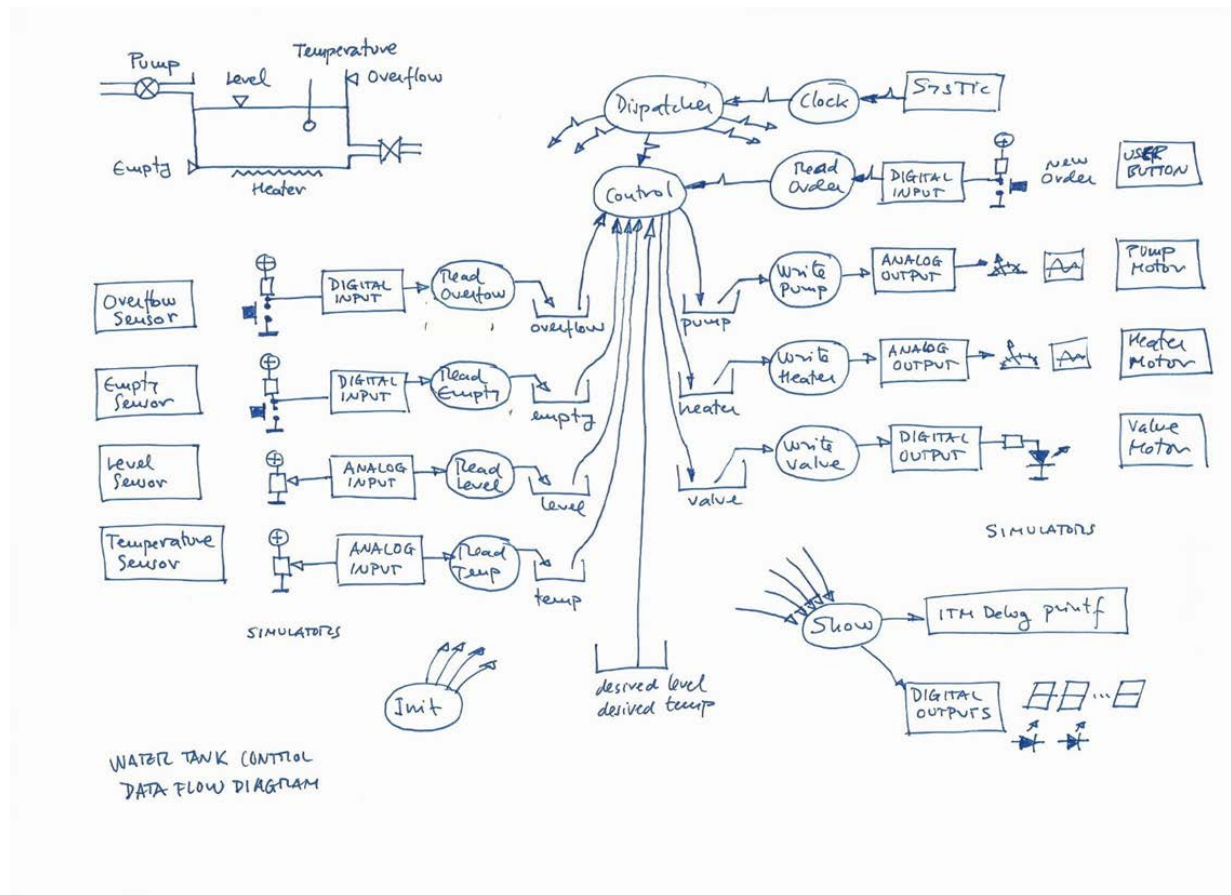 Pump
Level
Temperature
Overflow
Empty
Heater
Dispatcher
Clock
SYSTIC
Control
Read
Order
DIGITAL
INPUT
New
Order
USER
BUTTON
Overflow
Sensor
DIGITAL
INPUT
Read
Overflow
overflow
pump
Write
Pump
ANALOG
OUTPUT
Pump
Motor
Empty
Sensor
DIGITAL
INPUT
Read
Empty
empty
heater
Write
Heater
ANALOG
OUTPUT
Heater
Motor
Level
Sensor
ANALOG
INPUT
Read
Level
level
valve
Write
valve
DIGITAL
OUTPUT
Valve
Motor
Temperature
Sensor
ANALOG
INPUT
Read
Temp
temp
SIMULATORS
SIMULATORS
Init
desired level
desired temp
Show
ITM Debug printf
DIGITAL
OUTPUTS
WATER TANK CONTROL
DATA FLOW DIAGRAM